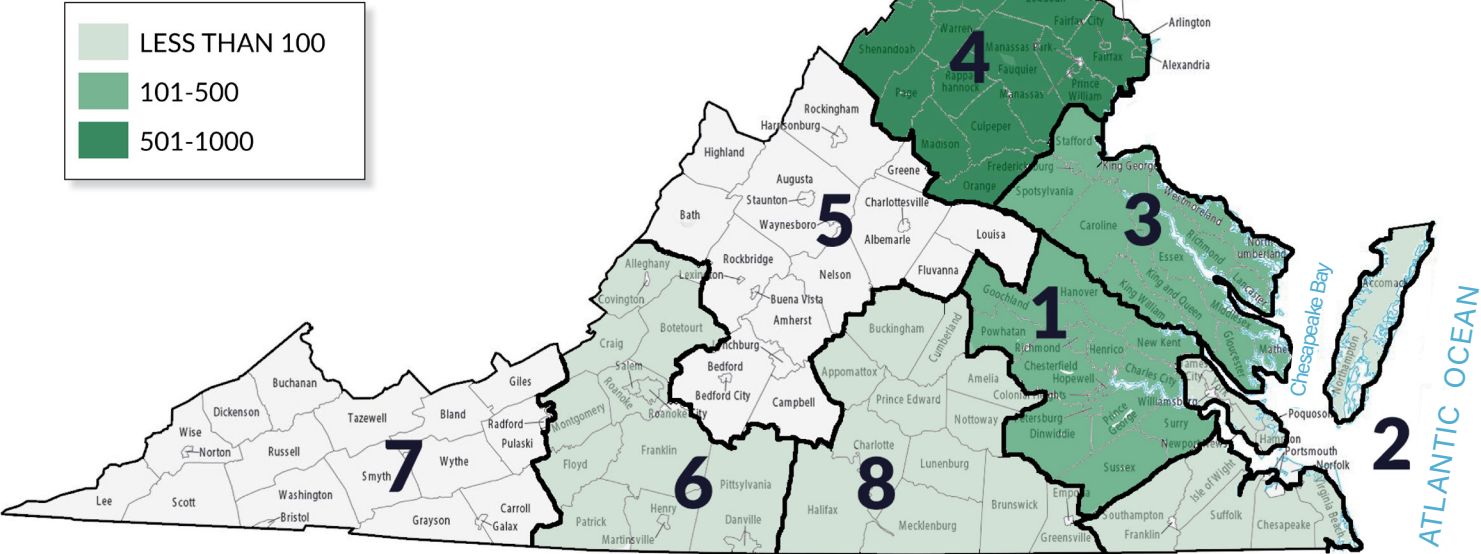 LESS THAN 100
101-500
501-1000
Warren
Fairfax City
Arlington
Shenandoah
Manassas Park
4
Fairfax
Alexandria
Rappa-
hannock
Fauquier
Page
Manassas
Prince
William
Rockingham
Harrisonburg
Culpeper
Madison
Stafford
Highland
Greene
Fredericksburg
King George
Augusta
Orange
Spotsylvania
Staunton
Charlottesville
Westmoreland
Bath
Waynesboro
5
Albemarle
Louisa
Caroline
3
Richmond
North-
umberland
Essex
Alleghany
Rockbridge
Lexington
Nelson
Fluvanna
Lancaster
Chesapeake Bay
Accomack
Covington
Buena Vista
Goochland
Hanover
1
King William
King and Queen
Middlesex
Amherst
Botetourt
Buckingham
Cumberland
Powhatan
Richmond
Henrico
New Kent
Gloucester
Mathews
Northampton
ATLANTIC OCEAN
Craig
Lynchburg
Salem
Bedford
Appomattox
Chesterfield
Charles City
James
City
York
Buchanan
Giles
Roanoke
Bedford City
Amelia
Hopewell
Colonial Heights
Williamsburg
Dickenson
Tazewell
Bland
Montgomery
Roanoke City
Campbell
Prince Edward
Nottoway
Petersburg
Prince
George
Surry
Poquoson
2
Wise
Norton
Russell
Radford
Pulaski
Dinwiddie
Newport News
Hampton
Portsmouth
Norfolk
Smyth
7
Wythe
Floyd
Franklin
Charlotte
Lunenburg
Sussex
Lee
Scott
Washington
Bristol
Grayson
Carroll
Galax
6
Pittsylvania
8
Isle of Wight
Patrick
Henry
Martinsville
Danville
Halifax
Mecklenburg
Brunswick
Emporia
Greensville
Southampton
Franklin
Suffolk
Chesapeake
Virginia Beach